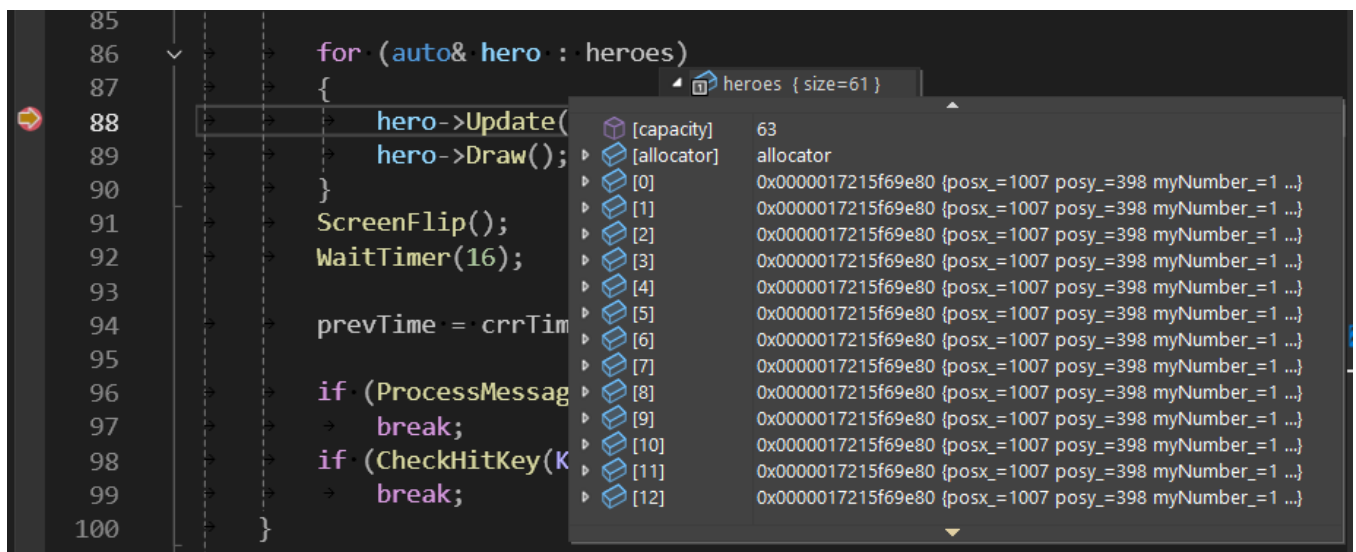 85
86 for (auto& hero : heroes)
87 {
heroes { size=61 }
88 hero->Update(
89 hero->Draw();
90 }
91 ScreenFlip();
92 WaitTimer(16);
93
94 prevTime = crrTim
95
96 if (ProcessMessag
97 break;
98 if (CheckHitKey(K
99 break;
100 }
[capacity] 63
[allocator] allocator
[0] 0x0000017215f69e80 {posx_=1007 posy_=398 myNumber_=1 ...}
[1] 0x0000017215f69e80 {posx_=1007 posy_=398 myNumber_=1 ...}
[2] 0x0000017215f69e80 {posx_=1007 posy_=398 myNumber_=1 ...}
[3] 0x0000017215f69e80 {posx_=1007 posy_=398 myNumber_=1 ...}
[4] 0x0000017215f69e80 {posx_=1007 posy_=398 myNumber_=1 ...}
[5] 0x0000017215f69e80 {posx_=1007 posy_=398 myNumber_=1 ...}
[6] 0x0000017215f69e80 {posx_=1007 posy_=398 myNumber_=1 ...}
[7] 0x0000017215f69e80 {posx_=1007 posy_=398 myNumber_=1 ...}
[8] 0x0000017215f69e80 {posx_=1007 posy_=398 myNumber_=1 ...}
[9] 0x0000017215f69e80 {posx_=1007 posy_=398 myNumber_=1 ...}
[10] 0x0000017215f69e80 {posx_=1007 posy_=398 myNumber_=1 ...}
[11] 0x0000017215f69e80 {posx_=1007 posy_=398 myNumber_=1 ...}
[12] 0x0000017215f69e80 {posx_=1007 posy_=398 myNumber_=1 ...}